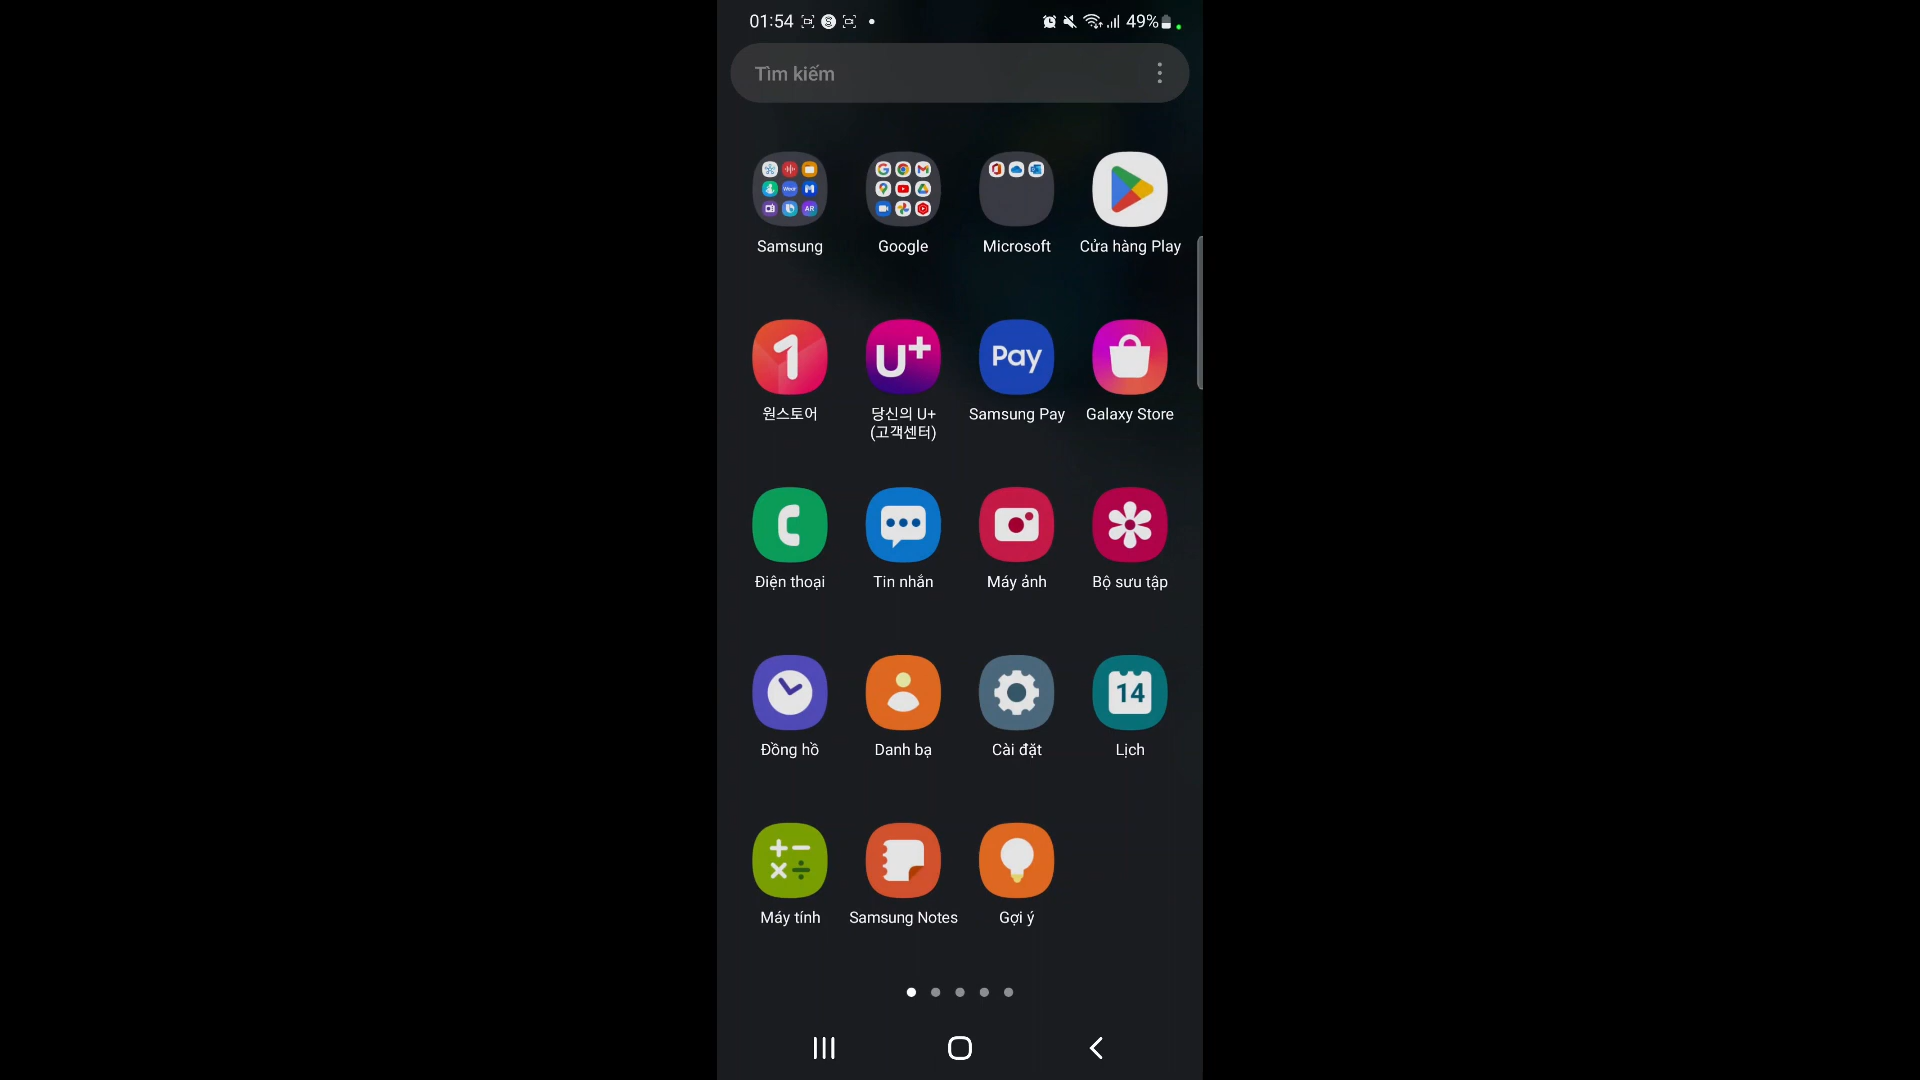 01:54
49%
Tìm kiếm
Samsung
Google
Microsoft
Cửa hàng Play
원스토어
당신의 U+
(고객센터)
U+
Pay
Samsung Pay
Galaxy Store
Điện thoại
Tin nhắn
Máy ảnh
Bộ sưu tập
14
Đồng hồ
Danh bạ
Cài đặt
Lịch
Máy tính
Samsung Notes
Gợi ý